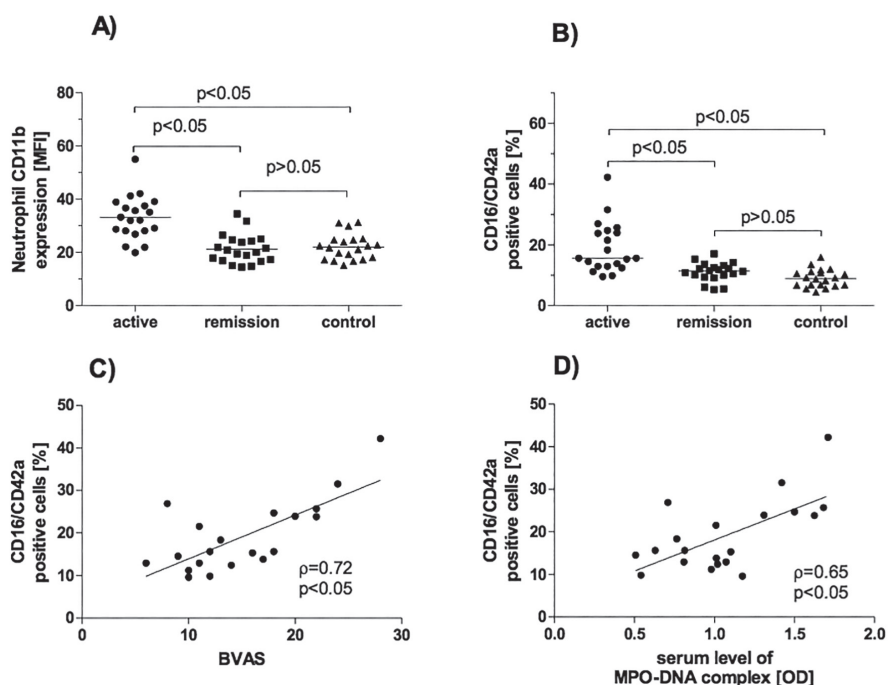 A)
Neutrophil CD11b
expression [MFI]
80
60
40
20
0
p<0.05
p<0.05
p>0.05
active
remission
control
B)
CD16/CD42a
positive cells [%]
75
50
25
0
p<0.05
p<0.05
p>0.05
active
remission
control
C)
CD16/CD42a
positive cells [%]
50
40
30
20
10
0
ρ=0.72
p<0.05
0
10
20
30
BVAS
D)
CD16/CD42a
positive cells [%]
50
40
30
20
10
0
ρ=0.65
p<0.05
0.0
0.5
1.0
1.5
2.0
serum level of
MPO-DNA complex [OD]